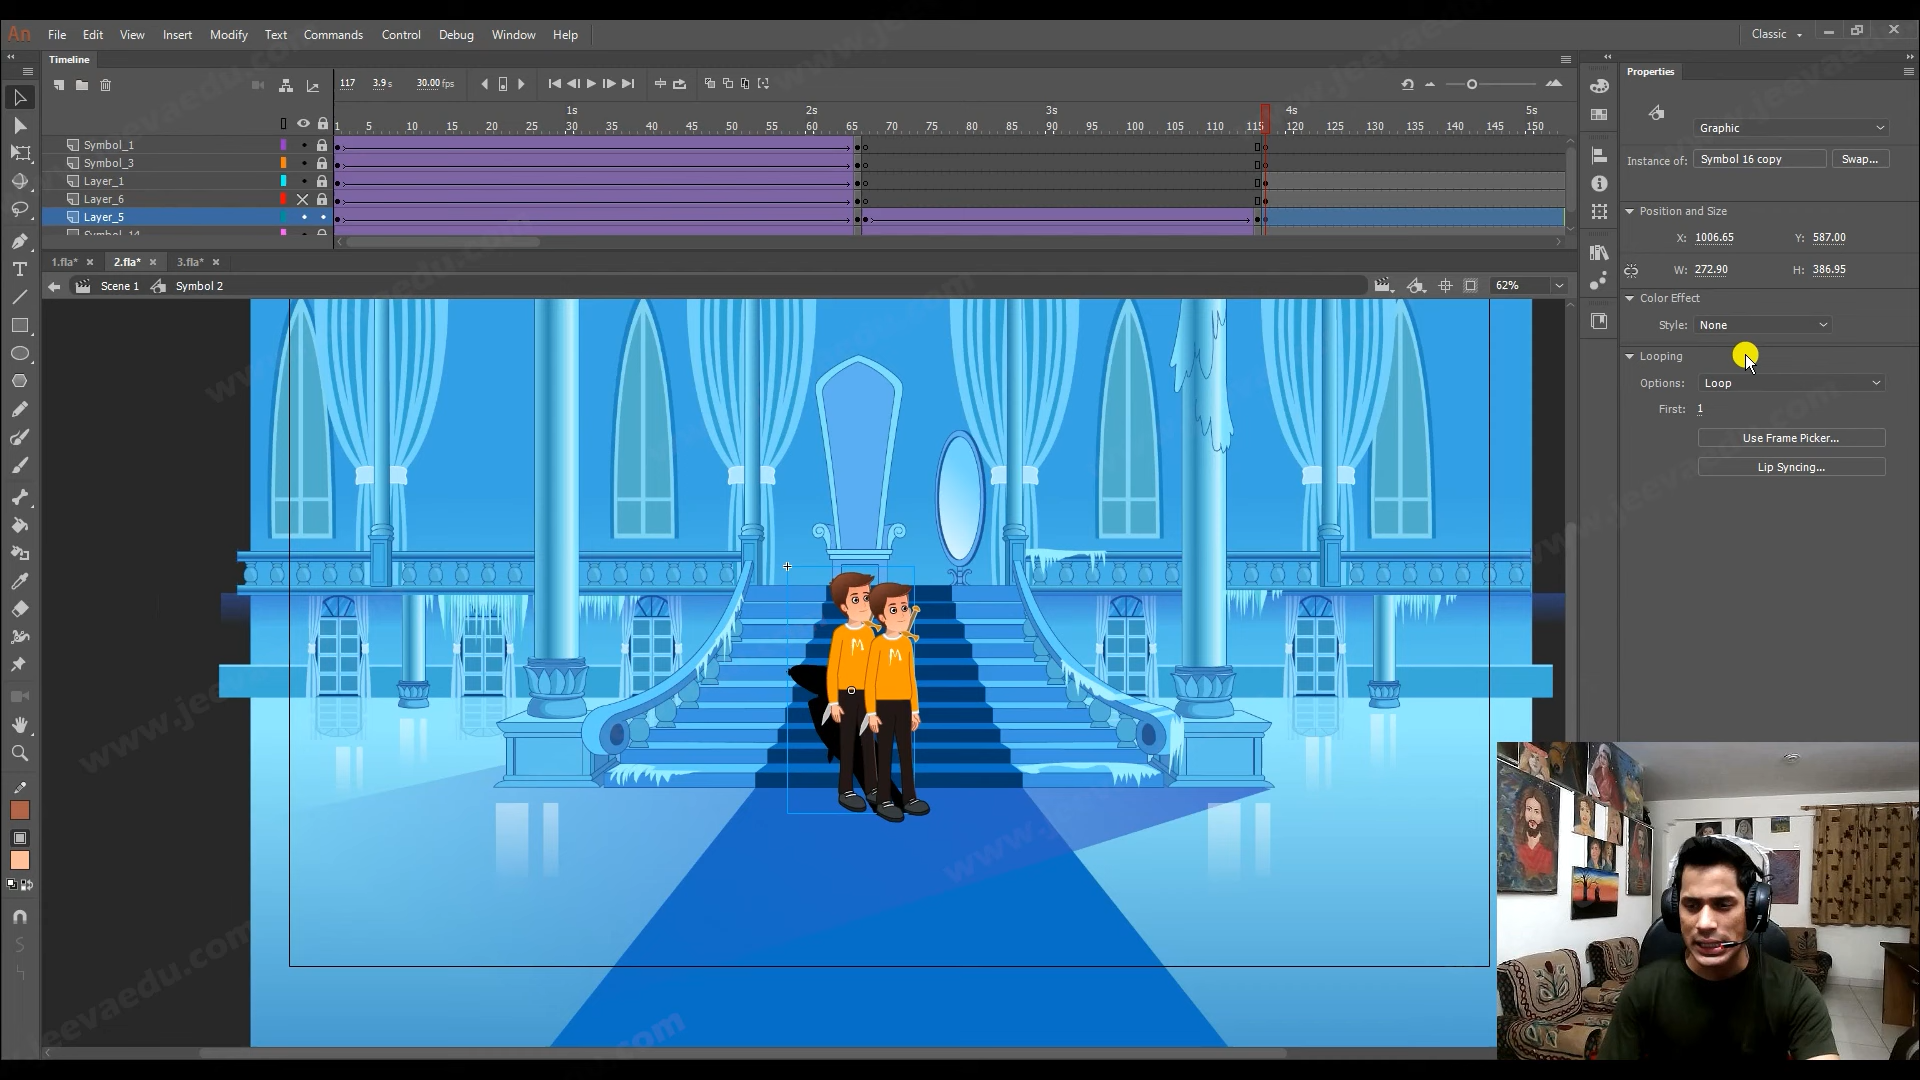 An File Edit View Insert Modify Text Commands Control Debug Window Help Classic
Timeline
117 3.9 s 30.00 fps
1s 2s 3s 4s 5s
1 5 10 15 20 25 30 35 40 45 50 55 60 65 70 75 80 85 90 95 100 105 110 115 120 125 130 135 140 145 150
Symbol_1
Symbol_3
Layer_1
Layer_6
Layer_5
Symbol_14
1.fla* 2.fla* 3.fla*
Scene 1 Symbol 2 62%
Properties
Graphic
Instance of: Symbol 16 copy Swap...
Position and Size
X: 1006.65 Y: 587.00
W: 272.90 H: 386.95
Color Effect
Style: None
Looping
Options: Loop
First: 1
Use Frame Picker...
Lip Syncing...
M M
www.jeevaedu.com